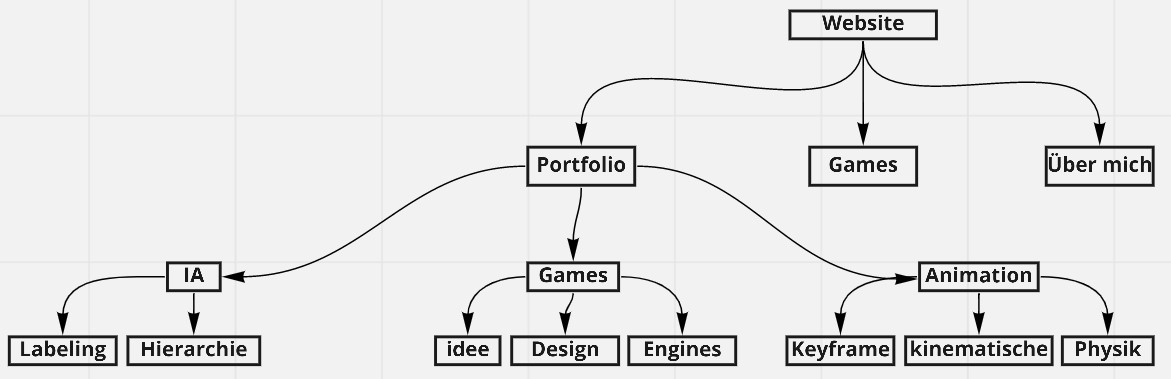 Website
Portfolio
Games
Über mich
IA
Games
Animation
Labeling
Hierarchie
idee
Design
Engines
Keyframe
kinematische
Physik